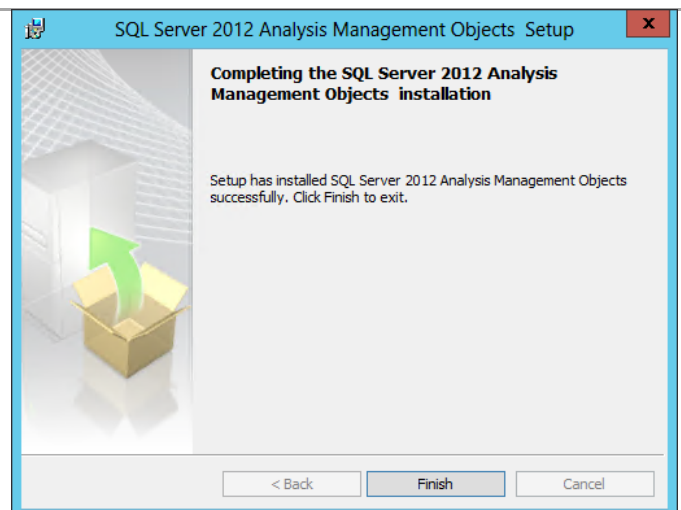 SQL Server 2012 Analysis Management Objects Setup
x
Completing the SQL Server 2012 Analysis
Management Objects installation
Setup has installed SQL Server 2012 Analysis Management Objects
successfully. Click Finish to exit.
< Back
Finish
Cancel